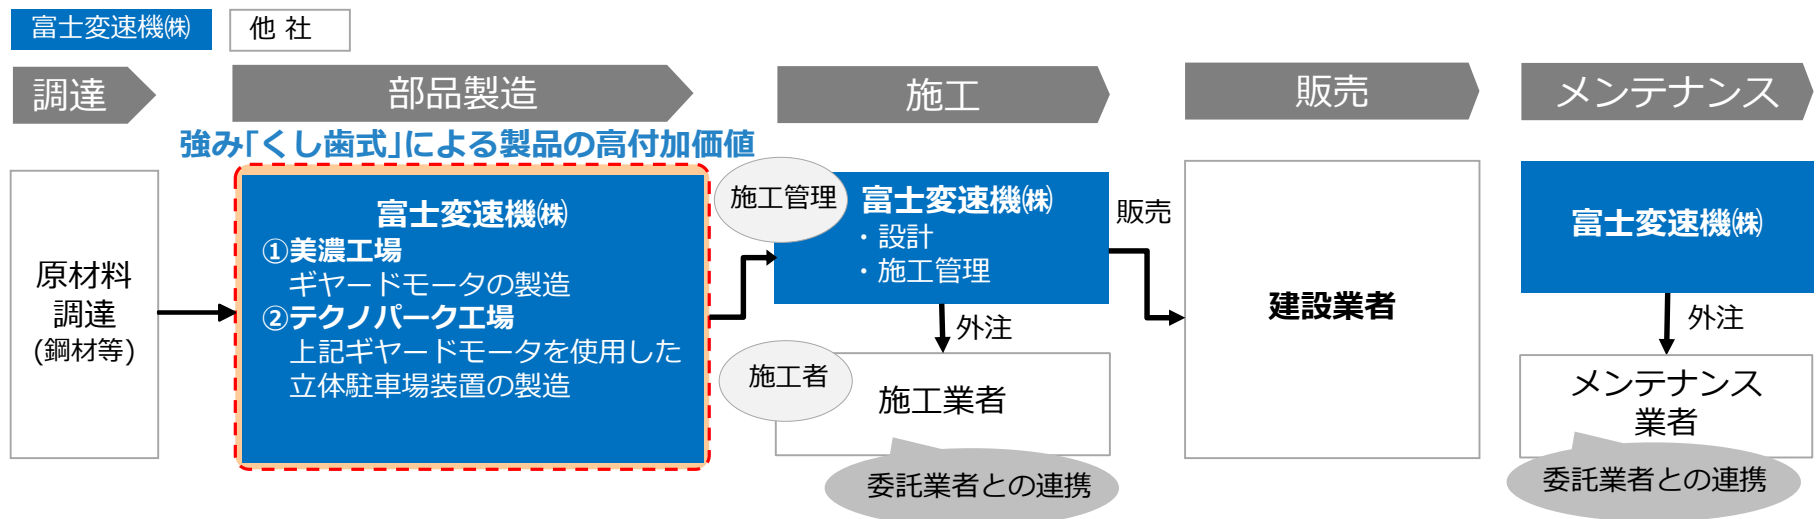 富士変速機㈱
他 社
調達
部品製造
施工
販売
メンテナンス
強み「くし歯式」による製品の高付加価値
原材料
調達
(鋼材等)
富士変速機㈱
①美濃工場
ギヤードモータの製造
②テクノパーク工場
上記ギヤードモータを使用した
立体駐車場装置の製造
施工管理
富士変速機㈱
・設計
・施工管理
外注
施工者
施工業者
委託業者との連携
販売
建設業者
富士変速機㈱
外注
メンテナンス
業者
委託業者との連携